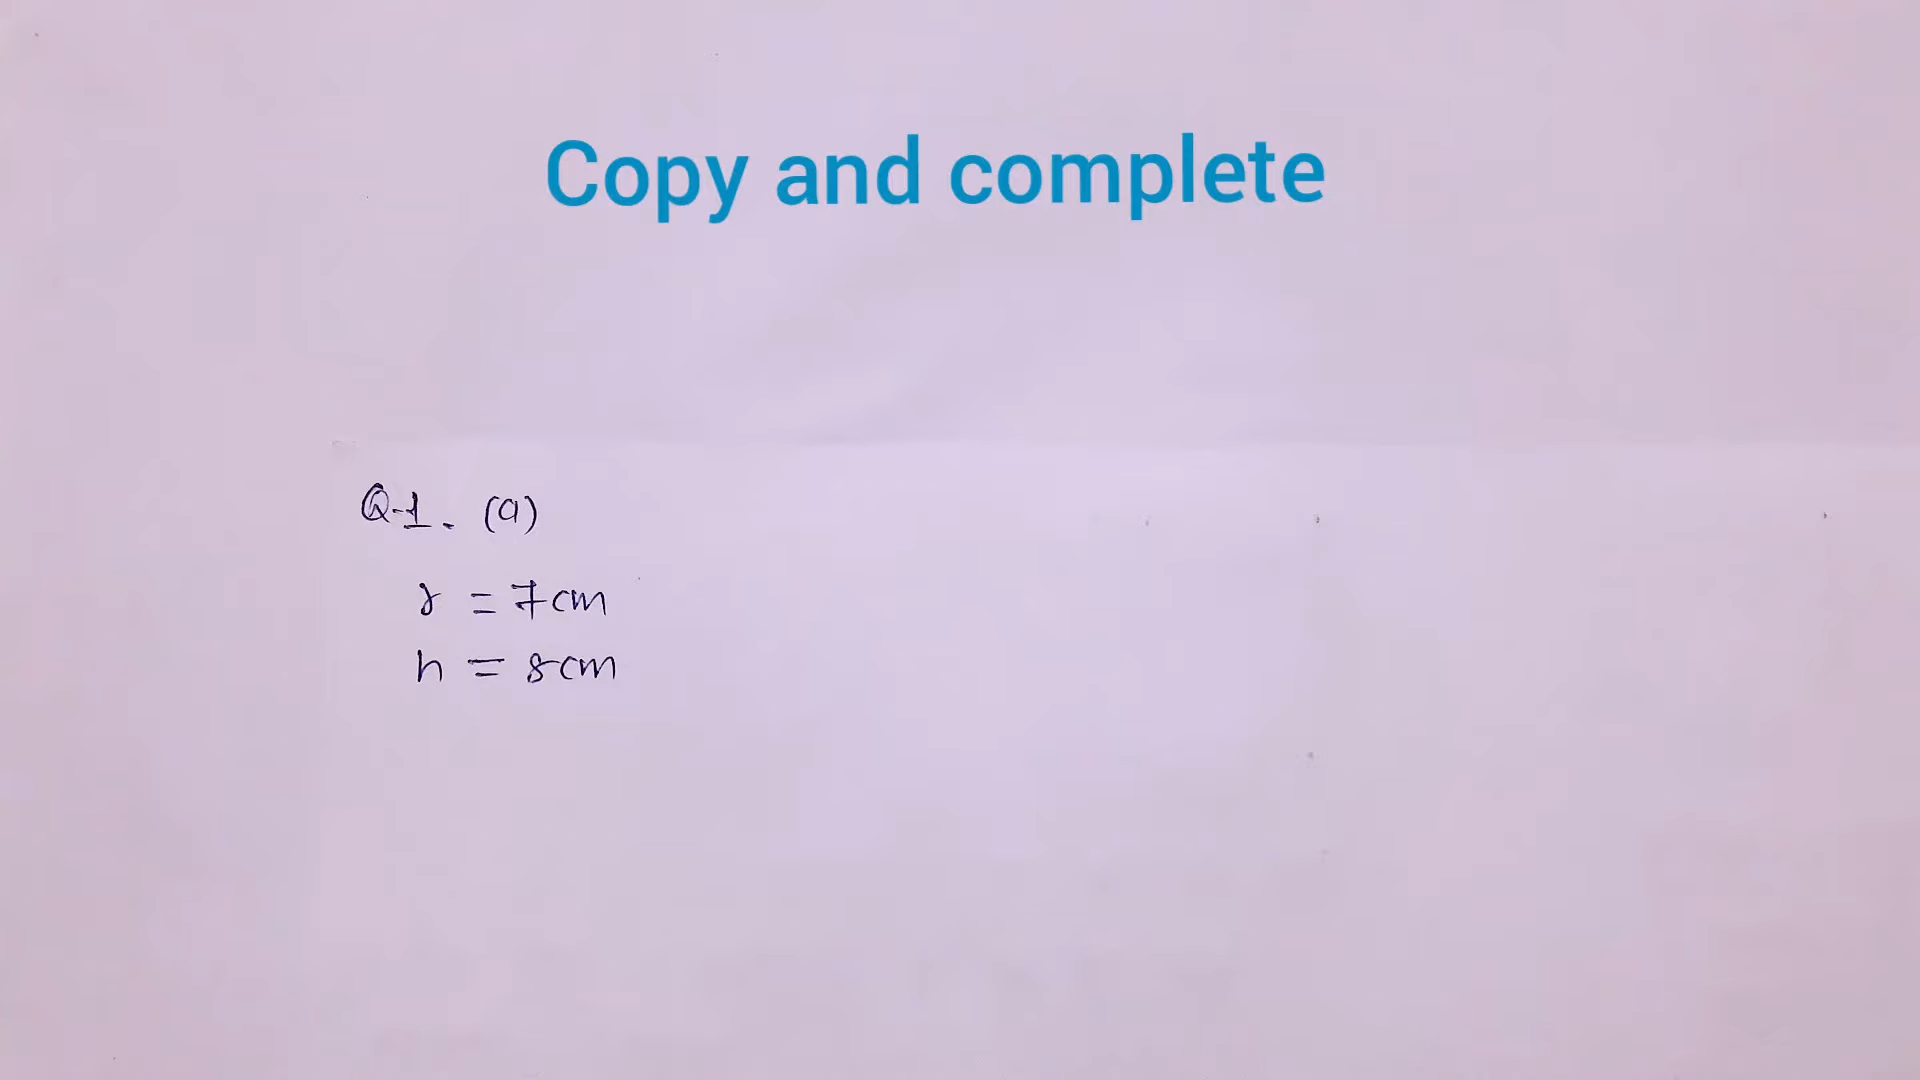 Copy and complete
Q-1. (a)
r = 7cm
h = 8cm